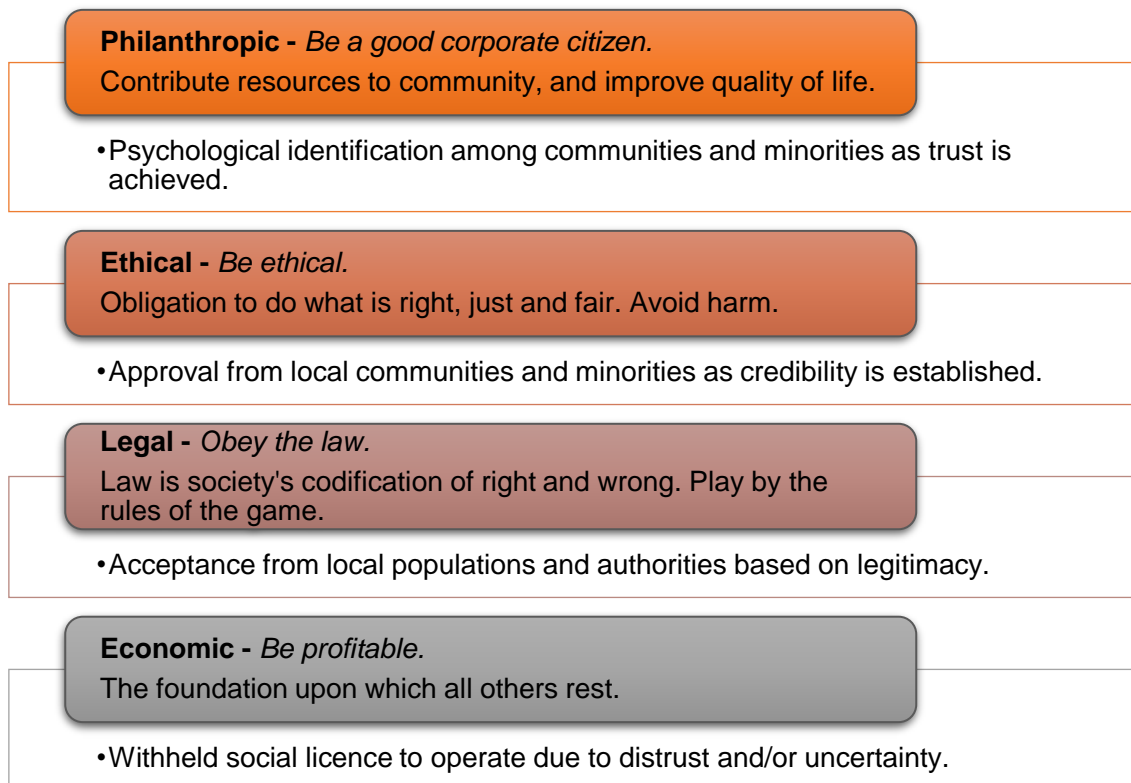 Philanthropic - Be a good corporate citizen.
Contribute resources to community, and improve quality of life.
•Psychological identification among communities and minorities as trust is
achieved.
Ethical - Be ethical.
Obligation to do what is right, just and fair. Avoid harm.
•Approval from local communities and minorities as credibility is established.
Legal - Obey the law.
Law is society's codification of right and wrong. Play by the
rules of the game.
•Acceptance from local populations and authorities based on legitimacy.
Economic - Be profitable.
The foundation upon which all others rest.
•Withheld social licence to operate due to distrust and/or uncertainty.